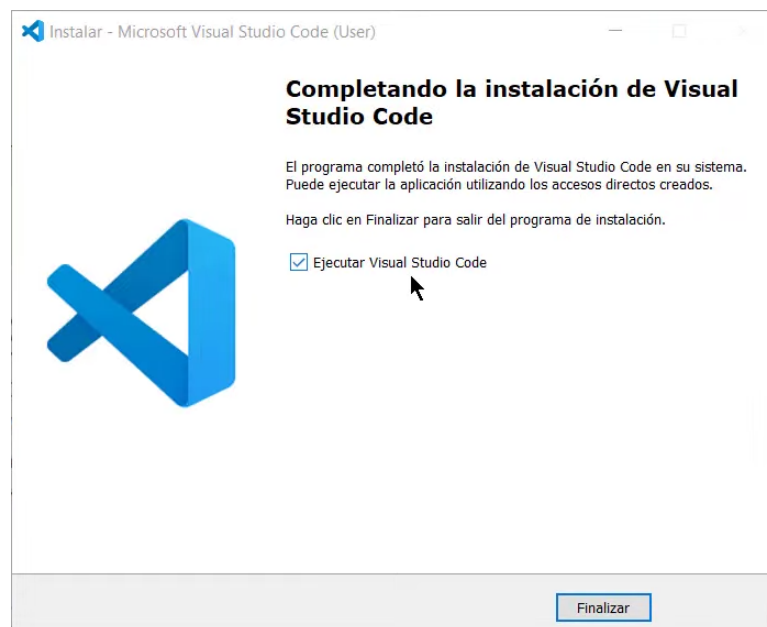 Instalar - Microsoft Visual Studio Code (User)
Completando la instalación de Visual
Studio Code
El programa completó la instalación de Visual Studio Code en su sistema.
Puede ejecutar la aplicación utilizando los accesos directos creados.
Haga clic en Finalizar para salir del programa de instalación.
Ejecutar Visual Studio Code
Finalizar